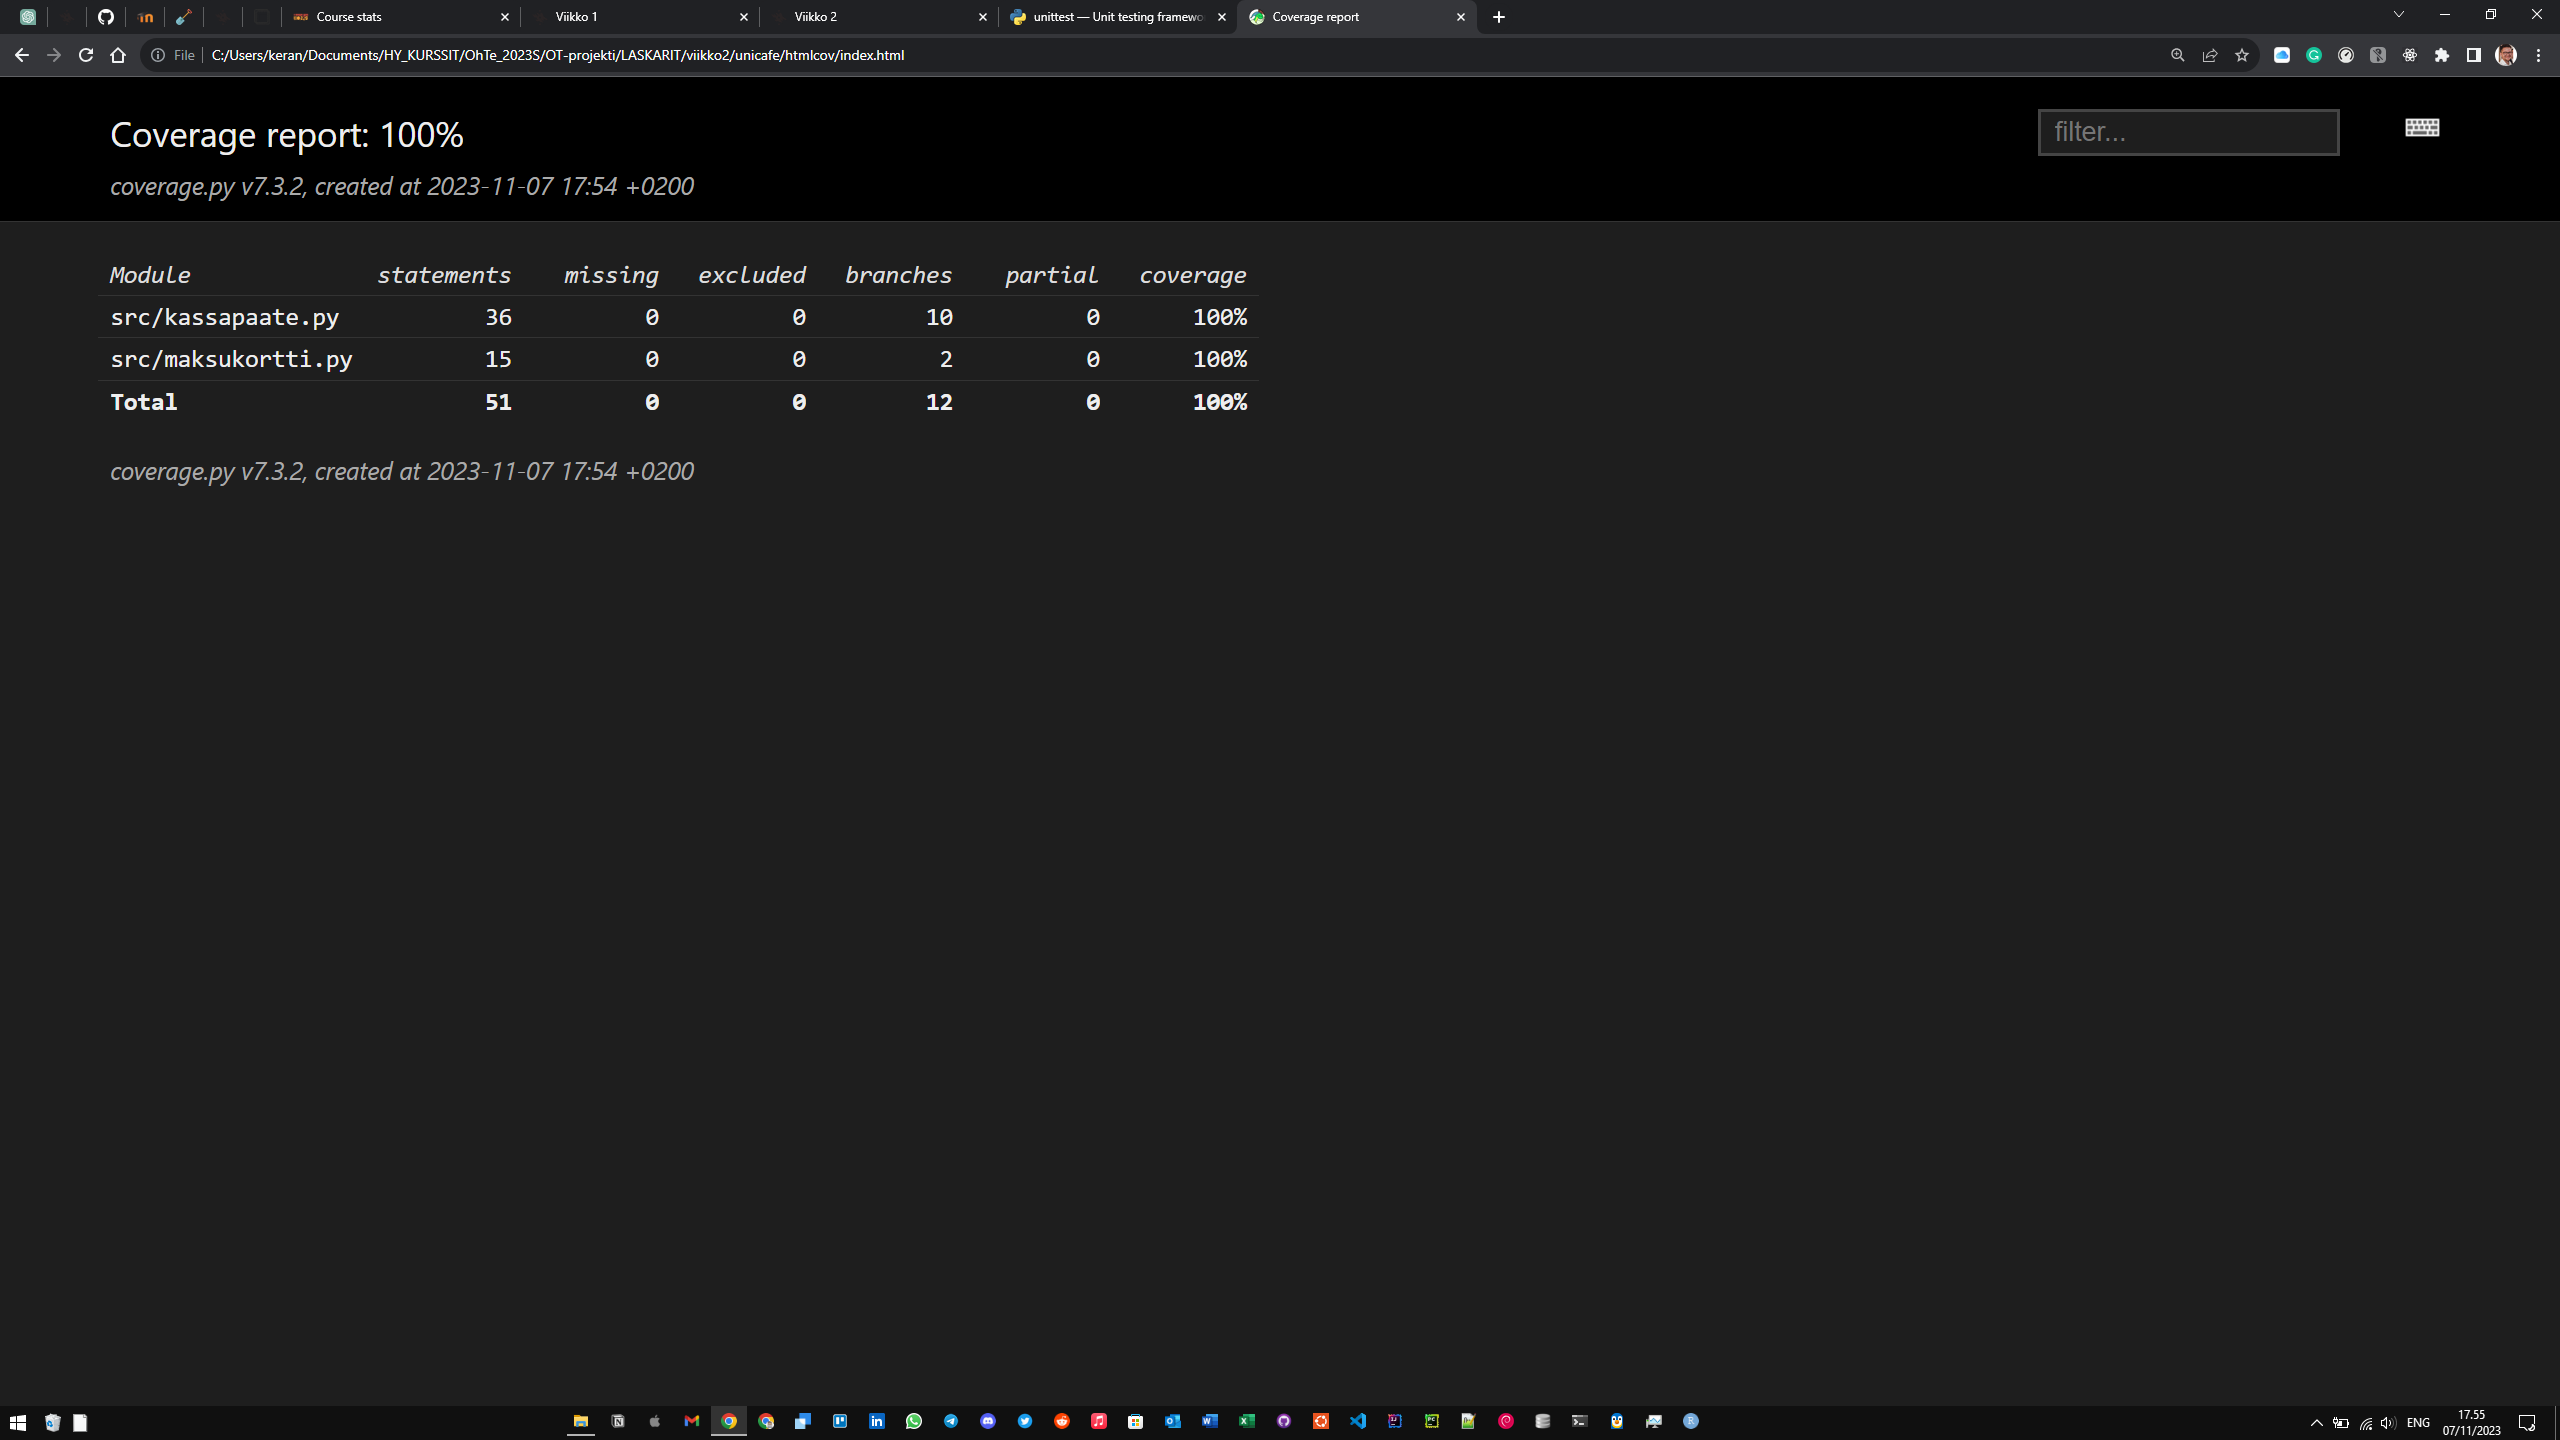 Course stats
Viikko 1
Viikko 2
unittest — Unit testing framewo
Coverage report
File
C:/Users/keran/Documents/HY_KURSSIT/OhTe_2023S/OT-projekti/LASKARIT/viikko2/unicafe/htmlcov/index.html
Coverage report: 100%
filter...
coverage.py v7.3.2, created at 2023-11-07 17:54 +0200
Module statements missing excluded branches partial coverage
src/kassapaate.py 36 0 0 10 0 100%
src/maksukortti.py 15 0 0 2 0 100%
Total 51 0 0 12 0 100%
coverage.py v7.3.2, created at 2023-11-07 17:54 +0200
ENG
17.55
07/11/2023